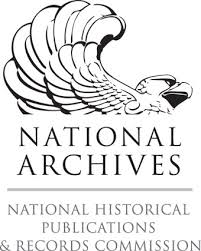 NATIONAL
ARCHIVES
NATIONAL HISTORICAL
PUBLICATIONS
& RECORDS COMMISSION